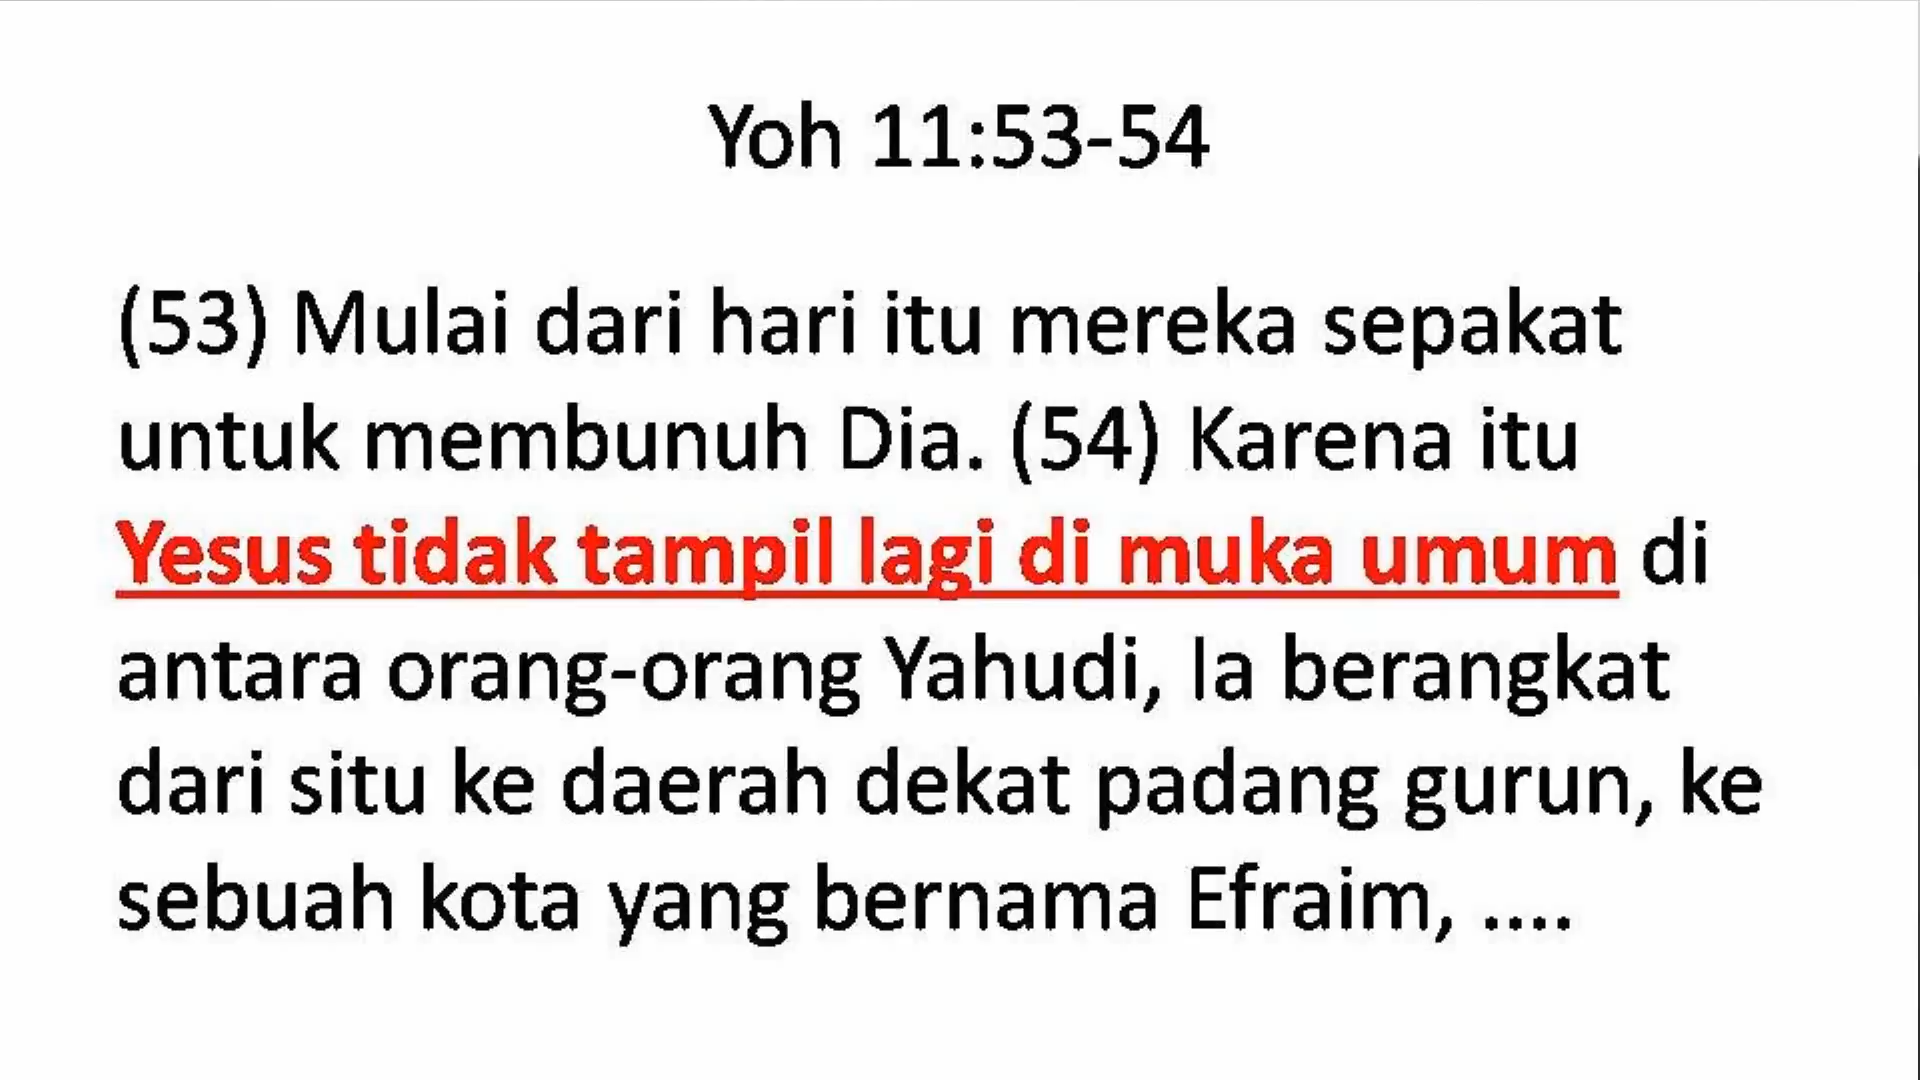 Yoh 11:53-54
(53) Mulai dari hari itu mereka sepakat
untuk membunuh Dia. (54) Karena itu
Yesus tidak tampil lagi di muka umum di
antara orang-orang Yahudi, Ia berangkat
dari situ ke daerah dekat padang gurun, ke
sebuah kota yang bernama Efraim, ....